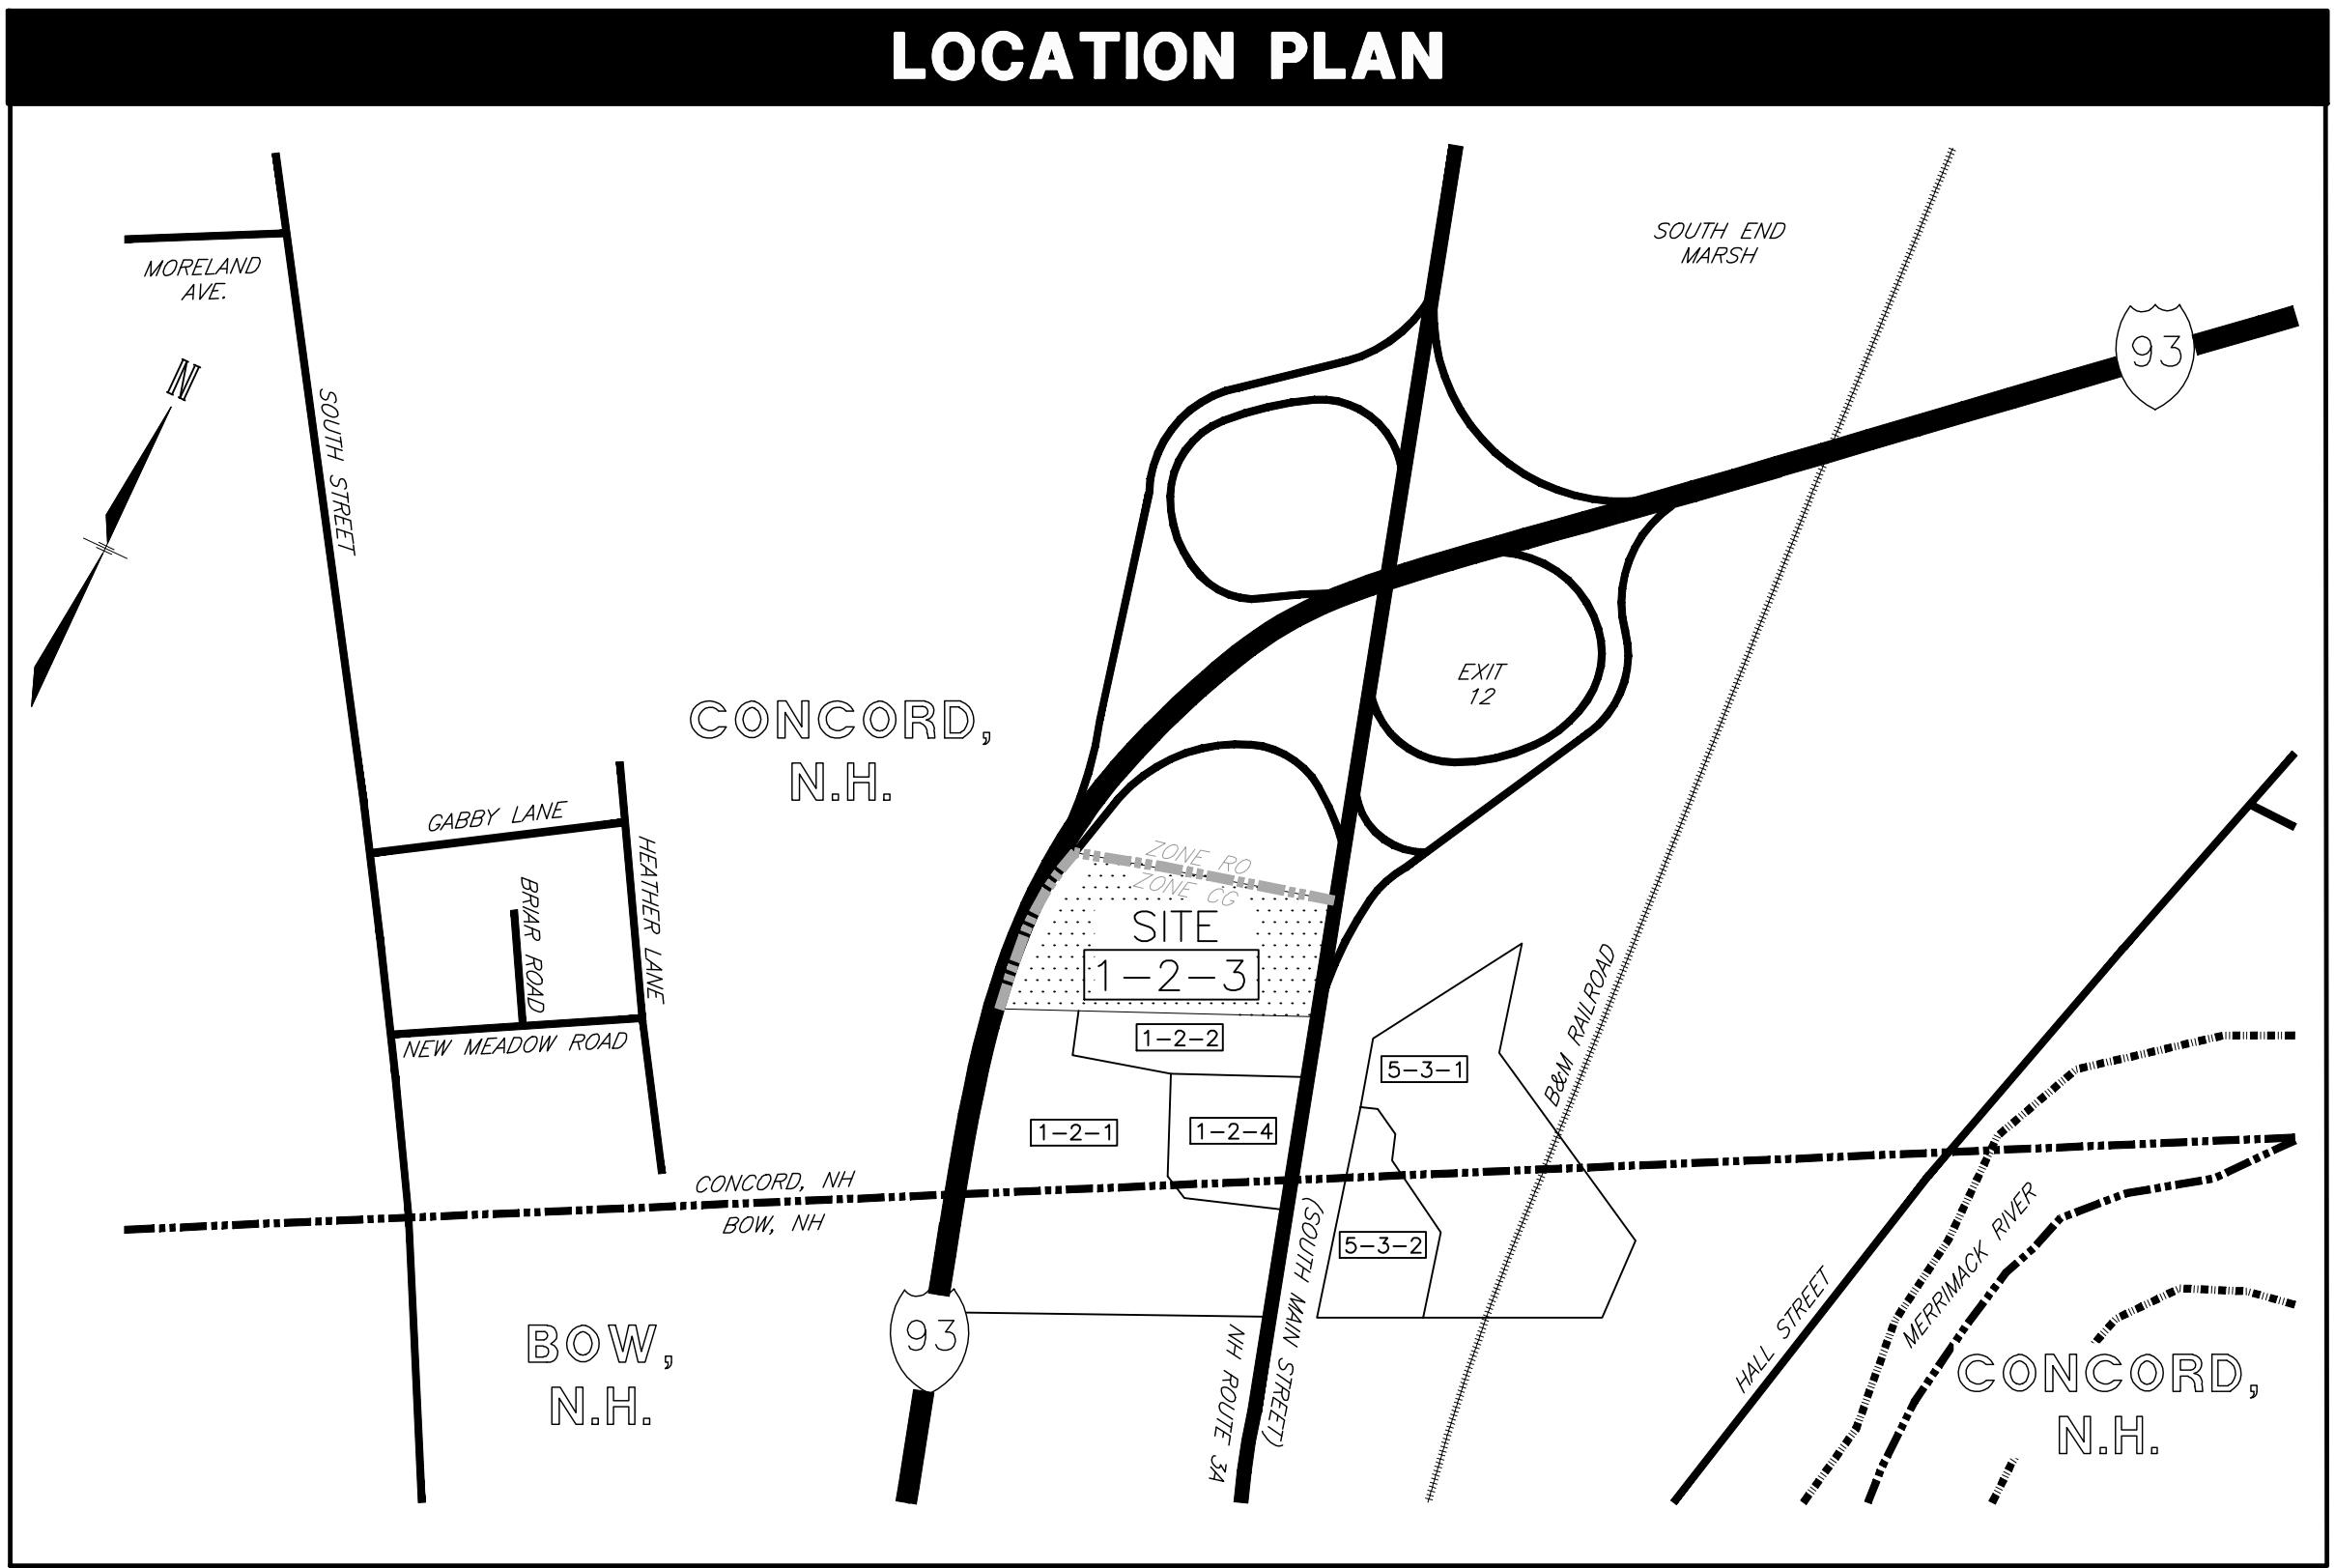 LOCATION PLAN
SOUTH END
MARSH
MORELAND
AVE.
93
N
SOUTH STREET
EXIT
12
CONCORD,
N.H.
GABBY LANE
HEATHER LANE
BRIAR ROAD
NEW MEADOW ROAD
ZONE RO
ZONE CG
SITE
1-2-3
1-2-2
5-3-1
B&M RAILROAD
1-2-1
1-2-4
CONCORD, NH
BOW, NH
5-3-2
(SOUTH MAIN STREET)
NH ROUTE 3A
93
BOW,
N.H.
HALL STREET
MERRIMACK RIVER
CONCORD,
N.H.